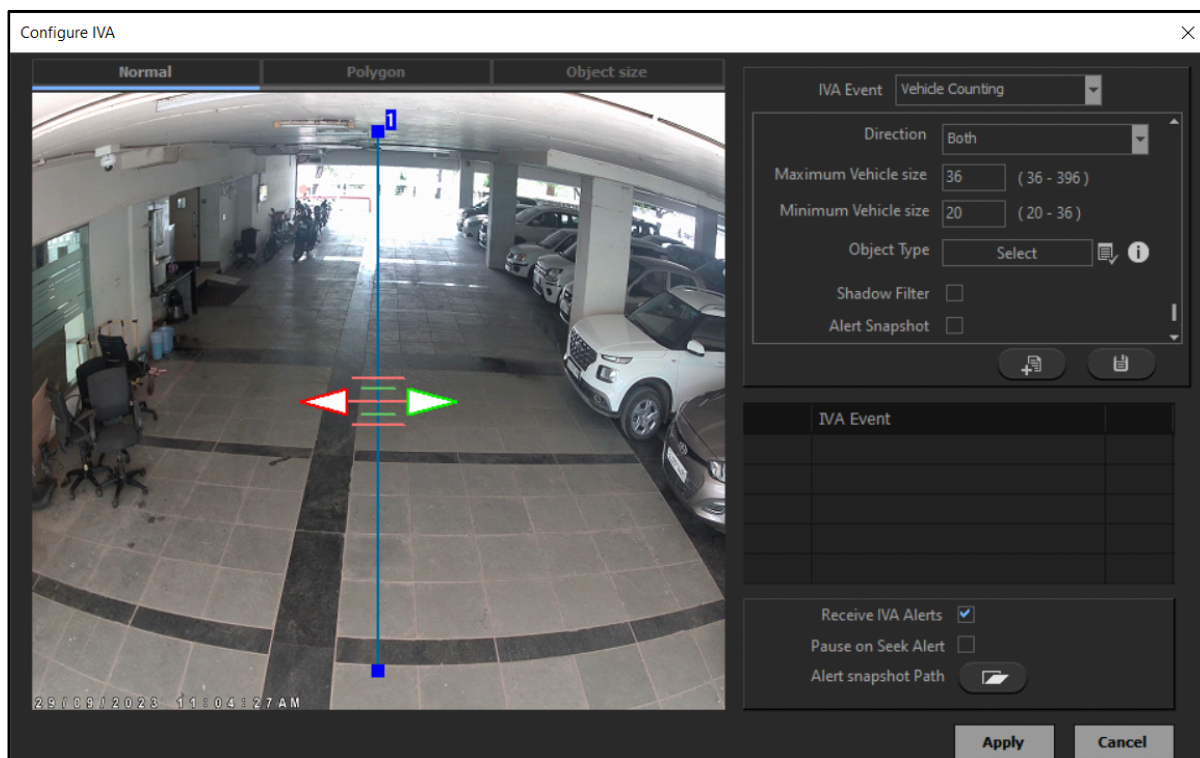 Configure IVA
Normal Polygon Object size
1
29/09/2023 11:04:27AM
IVA Event Vehicle Counting
Direction Both
Maximum Vehicle size 36 ( 36 - 396 )
Minimum Vehicle size 20 ( 20 - 36 )
Object Type Select
Shadow Filter
Alert Snapshot
IVA Event
Receive IVA Alerts
Pause on Seek Alert
Alert snapshot Path
Apply Cancel